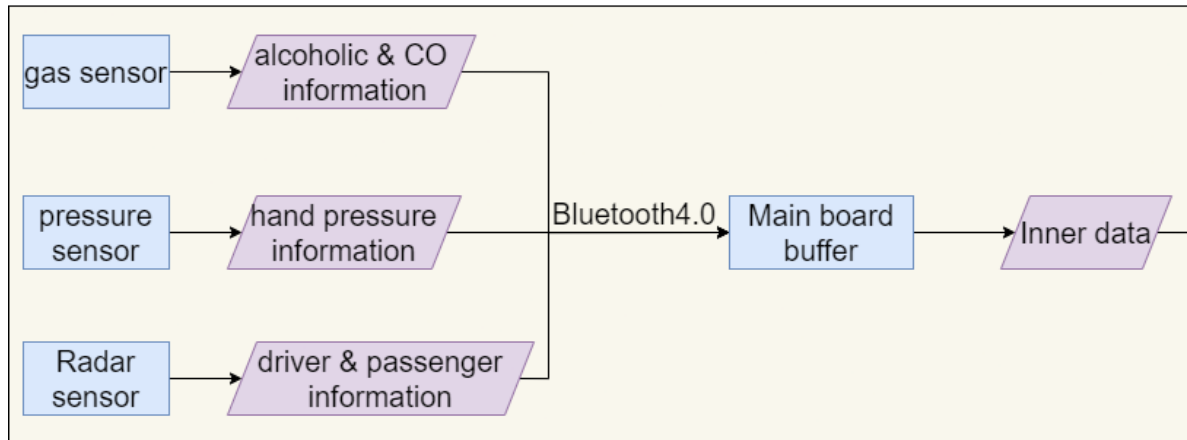 gas sensor
alcoholic & CO
information
pressure
sensor
hand pressure
information
Bluetooth4.0
Main board
buffer
Inner data
Radar
sensor
driver & passenger
information